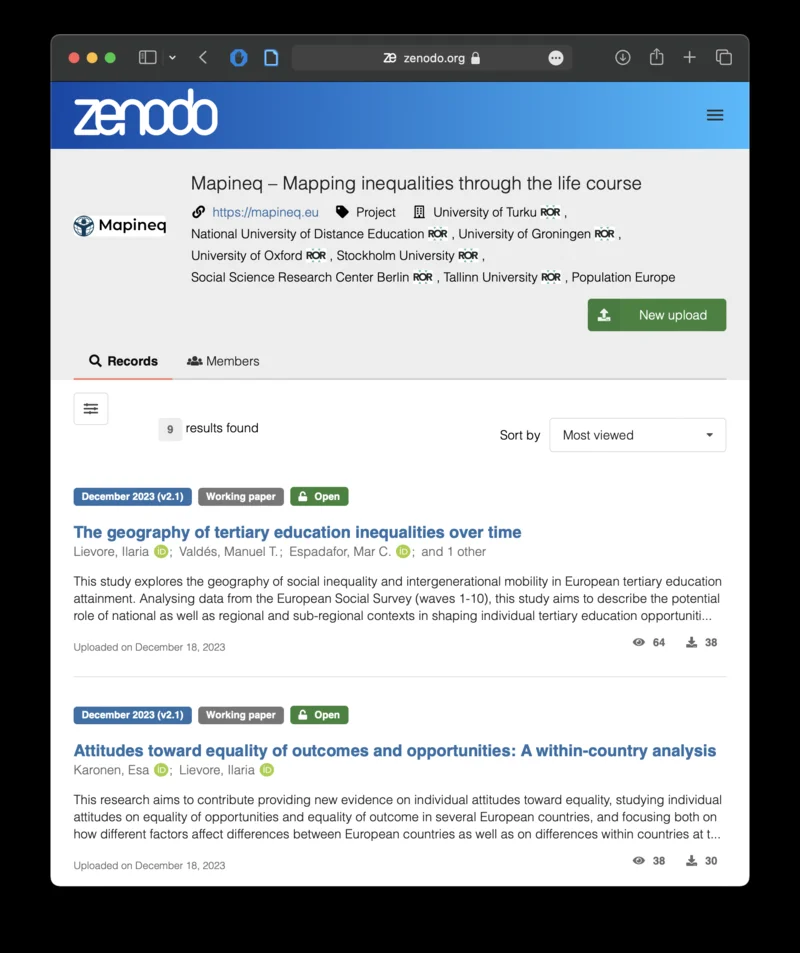 zenodo.org
zenodo
Mapineq
Mapineq – Mapping inequalities through the life course
https://mapineq.eu Project University of Turku ROR ,
National University of Distance Education ROR , University of Groningen ROR ,
University of Oxford ROR , Stockholm University ROR ,
Social Science Research Center Berlin ROR , Tallinn University ROR , Population Europe
New upload
Records Members
9 results found
Sort by Most viewed
December 2023 (v2.1) Working paper Open
The geography of tertiary education inequalities over time
Lievore, Ilaria iD; Valdés, Manuel T.; Espadafor, Mar C. iD; and 1 other
This study explores the geography of social inequality and intergenerational mobility in European tertiary education
attainment. Analysing data from the European Social Survey (waves 1-10), this study aims to describe the potential
role of national as well as regional and sub-regional contexts in shaping individual tertiary education opportuniti...
Uploaded on December 18, 2023 64 38
December 2023 (v2.1) Working paper Open
Attitudes toward equality of outcomes and opportunities: A within-country analysis
Karonen, Esa iD; Lievore, Ilaria iD
This research aims to contribute providing new evidence on individual attitudes toward equality, studying individual
attitudes on equality of opportunities and equality of outcome in several European countries, and focusing both on
how different factors affect differences between European countries as well as on differences within countries at t...
Uploaded on December 18, 2023 38 30